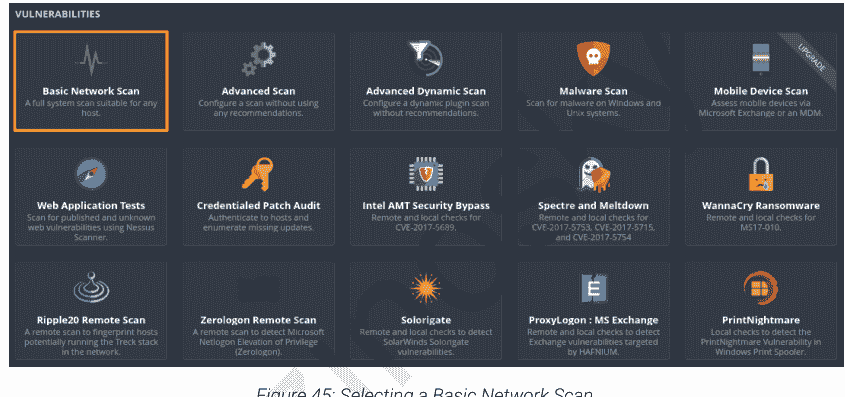 VULNERABILITIES
UPGRADE
Basic Network Scan
A full system scan suitable for any
host.
Advanced Scan
Configure a scan without using
any recommendations.
Advanced Dynamic Scan
Configure a dynamic plugin scan
without recommendations.
Malware Scan
Scan for malware on Windows and
Unix systems.
Mobile Device Scan
Assess mobile devices via
Microsoft Exchange or an MDM.
Web Application Tests
Scan for published and unknown
web vulnerabilities using Nessus
Scanner.
Credentialed Patch Audit
Authenticate to hosts and
enumerate missing updates.
Intel AMT Security Bypass
Remote and local checks for
CVE-2017-5689.
Spectre and Meltdown
Remote and local checks for
CVE-2017-5753, CVE-2017-5715,
and CVE-2017-5754
WannaCry Ransomware
Remote and local checks for
MS17-010.
Ripple20 Remote Scan
A remote scan to fingerprint hosts
potentially running the Treck stack
in the network.
Zerologon Remote Scan
A remote scan to detect Microsoft
Netlogon Elevation of Privilege
(Zerologon).
Solorigate
Remote and local checks to detect
SolarWinds Solorigate
vulnerabilities.
ProxyLogon : MS Exchange
Remote and local checks to detect
Exchange vulnerabilities targeted
by HAFNIUM.
PrintNightmare
Local checks to detect the
PrintNightmare Vulnerability in
Windows Print Spooler.
Figure 45: Selecting a Basic Network Scan